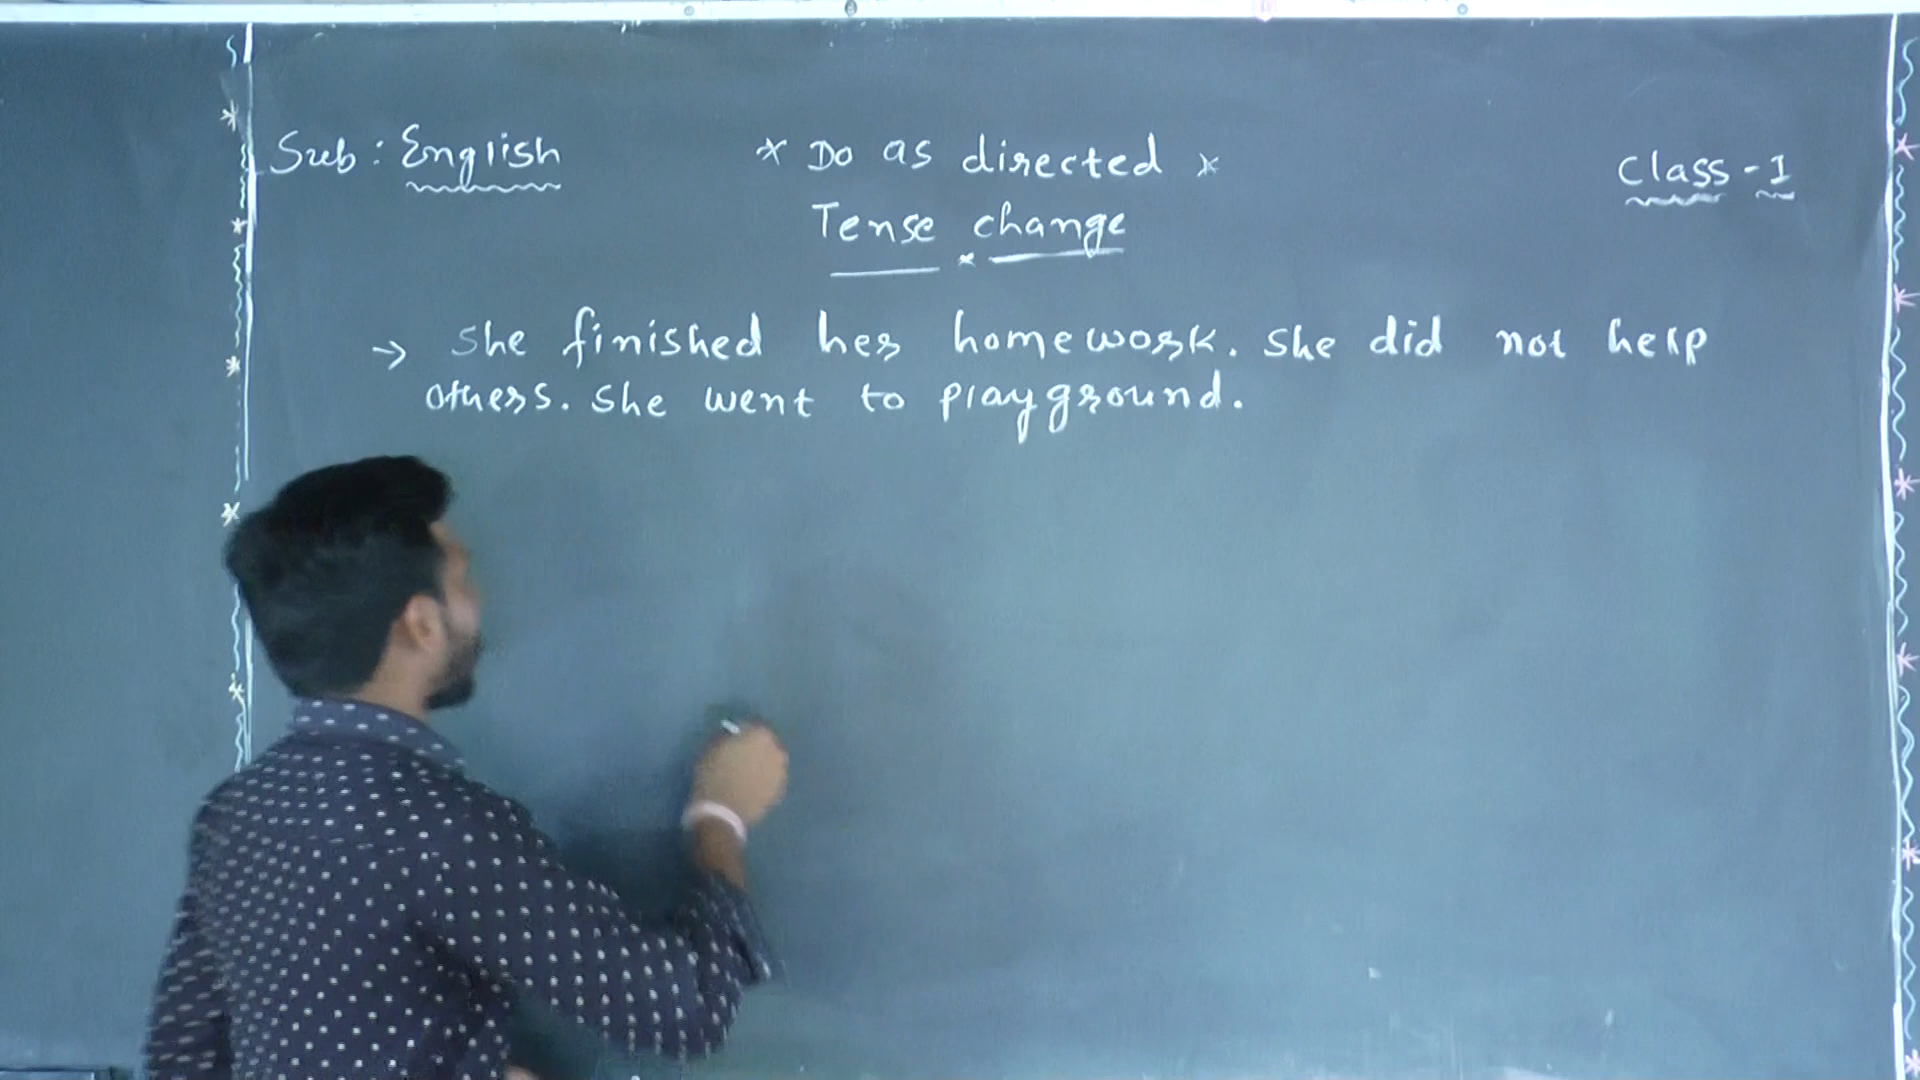 Sub : English
* Do as directed *
Class - I
Tense change
→ She finished her homework. She did not help
others. She went to playground.